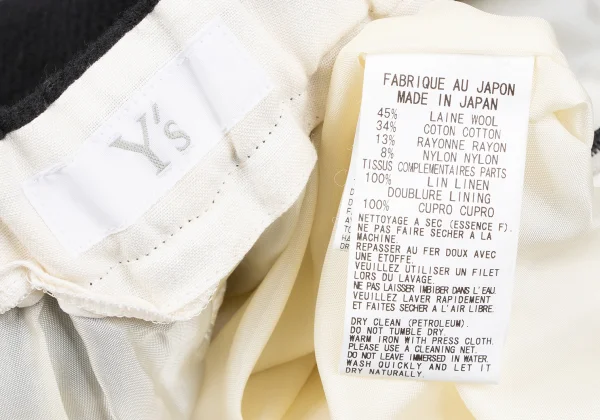 Y's
FABRIQUE AU JAPON
MADE IN JAPAN
45% LAINE WOOL
34% COTON COTTON
13% RAYONNE RAYON
8% NYLON NYLON
TISSUS COMPLEMENTAIRES PARTS
100% LIN LINEN
DOUBLURE LINING
100% CUPRO CUPRO
NETTOYAGE A SEC (ESSENCE F).
NE PAS FAIRE SECHER A LA
MACHINE.
REPASSER AU FER DOUX AVEC
UNE ETOFFE.
VEUILLEZ UTILISER UN FILET
LORS DU LAVAGE.
NE PAS LAISSER IMBIBER DANS L'EAU.
VEUILLEZ LAVER RAPIDEMENT
ET FAITES SECHER A L'AIR LIBRE.
DRY CLEAN (PETROLEUM).
DO NOT TUMBLE DRY.
WARM IRON WITH PRESS CLOTH.
PLEASE USE A CLEANING NET.
DO NOT LEAVE IMMERSED IN WATER.
WASH QUICKLY AND LET IT
DRY NATURALLY.